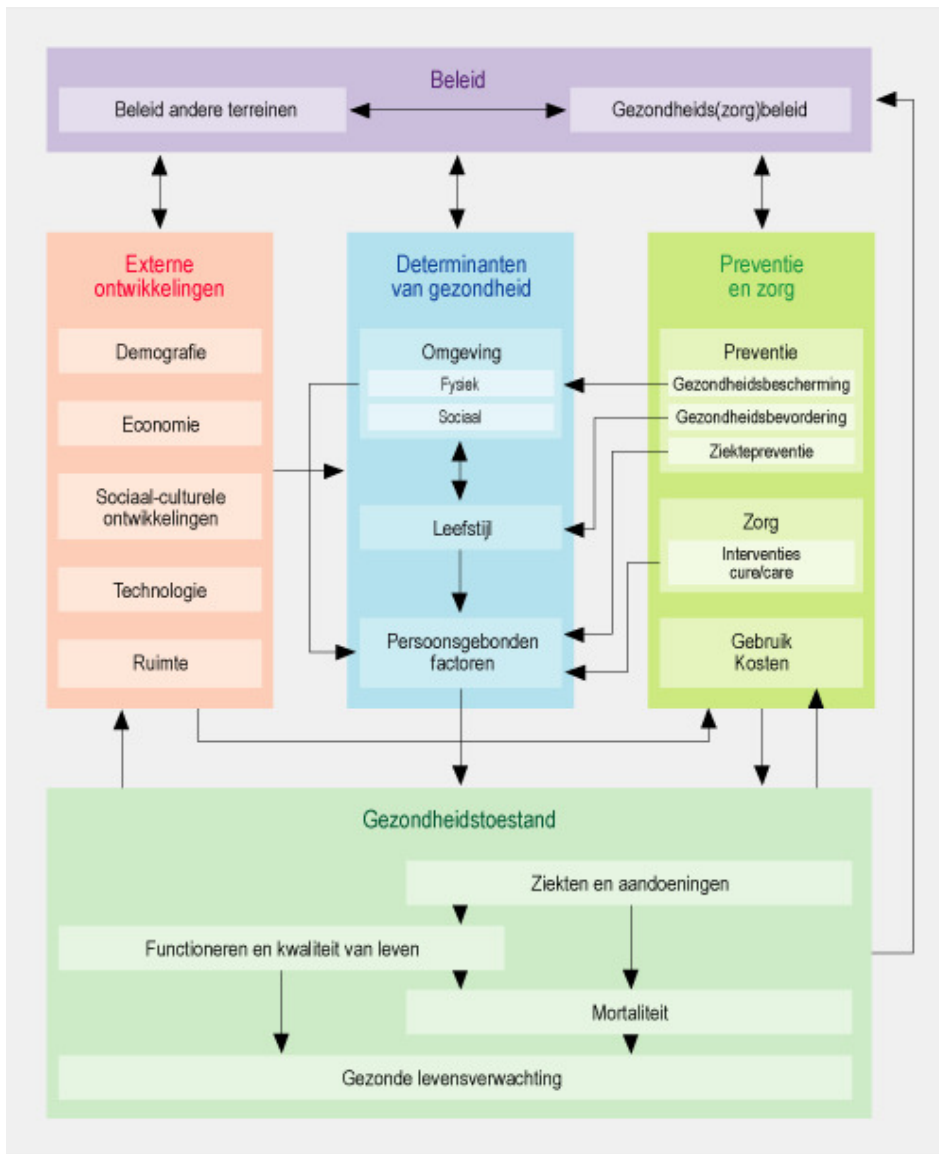 Beleid
Beleid andere terreinen
Gezondheids(zorg)beleid
Externe
ontwikkelingen
Demografie
Economie
Sociaal-culturele
ontwikkelingen
Technologie
Ruimte
Determinanten
van gezondheid
Omgeving
Fysiek
Sociaal
Leefstijl
Persoonsgebonden
factoren
Preventie
en zorg
Preventie
Gezondheidsbescherming
Gezondheidsbevordering
Ziektepreventie
Zorg
Interventies
cure/care
Gebruik
Kosten
Gezondheidstoestand
Ziekten en aandoeningen
Functioneren en kwaliteit van leven
Mortaliteit
Gezonde levensverwachting